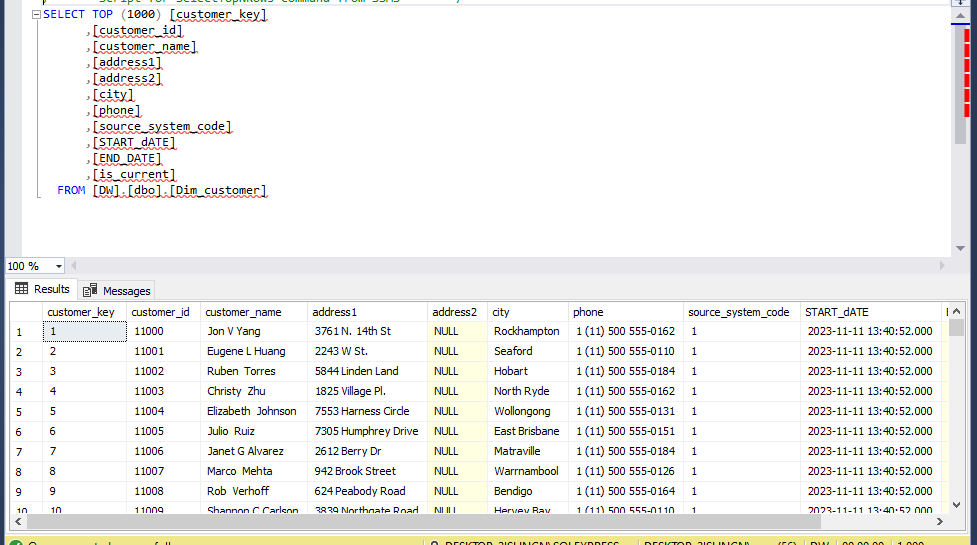 Script for SelectTopNRows command from SSMS
SELECT TOP (1000) [customer_key]
,[customer_id]
,[customer_name]
,[address1]
,[address2]
,[city]
,[phone]
,[source_system_code]
,[START_dATE]
,[END_DATE]
,[is_current]
FROM [DW].[dbo].[Dim_customer]
100 %
Results Messages
customer_key customer_id customer_name address1 address2 city phone source_system_code START_dATE
1 1 11000 Jon V Yang 3761 N. 14th St NULL Rockhampton 1 (11) 500 555-0162 1 2023-11-11 13:40:52.000
2 2 11001 Eugene L Huang 2243 W St. NULL Seaford 1 (11) 500 555-0110 1 2023-11-11 13:40:52.000
3 3 11002 Ruben  Torres 5844 Linden Land NULL Hobart 1 (11) 500 555-0184 1 2023-11-11 13:40:52.000
4 4 11003 Christy  Zhu 1825 Village Pl. NULL North Ryde 1 (11) 500 555-0162 1 2023-11-11 13:40:52.000
5 5 11004 Elizabeth  Johnson 7553 Harness Circle NULL Wollongong 1 (11) 500 555-0131 1 2023-11-11 13:40:52.000
6 6 11005 Julio  Ruiz 7305 Humphrey Drive NULL East Brisbane 1 (11) 500 555-0151 1 2023-11-11 13:40:52.000
7 7 11006 Janet G Alvarez 2612 Berry Dr NULL Matraville 1 (11) 500 555-0184 1 2023-11-11 13:40:52.000
8 8 11007 Marco  Mehta 942 Brook Street NULL Warrnambool 1 (11) 500 555-0126 1 2023-11-11 13:40:52.000
9 9 11008 Rob  Verhoff 624 Peabody Road NULL Bendigo 1 (11) 500 555-0164 1 2023-11-11 13:40:52.000
10 10 11009 Shannon C Carlson 3839 Northgate Road NULL Hervey Bay 1 (11) 500 555-0110 1 2023-11-11 13:40:52.000